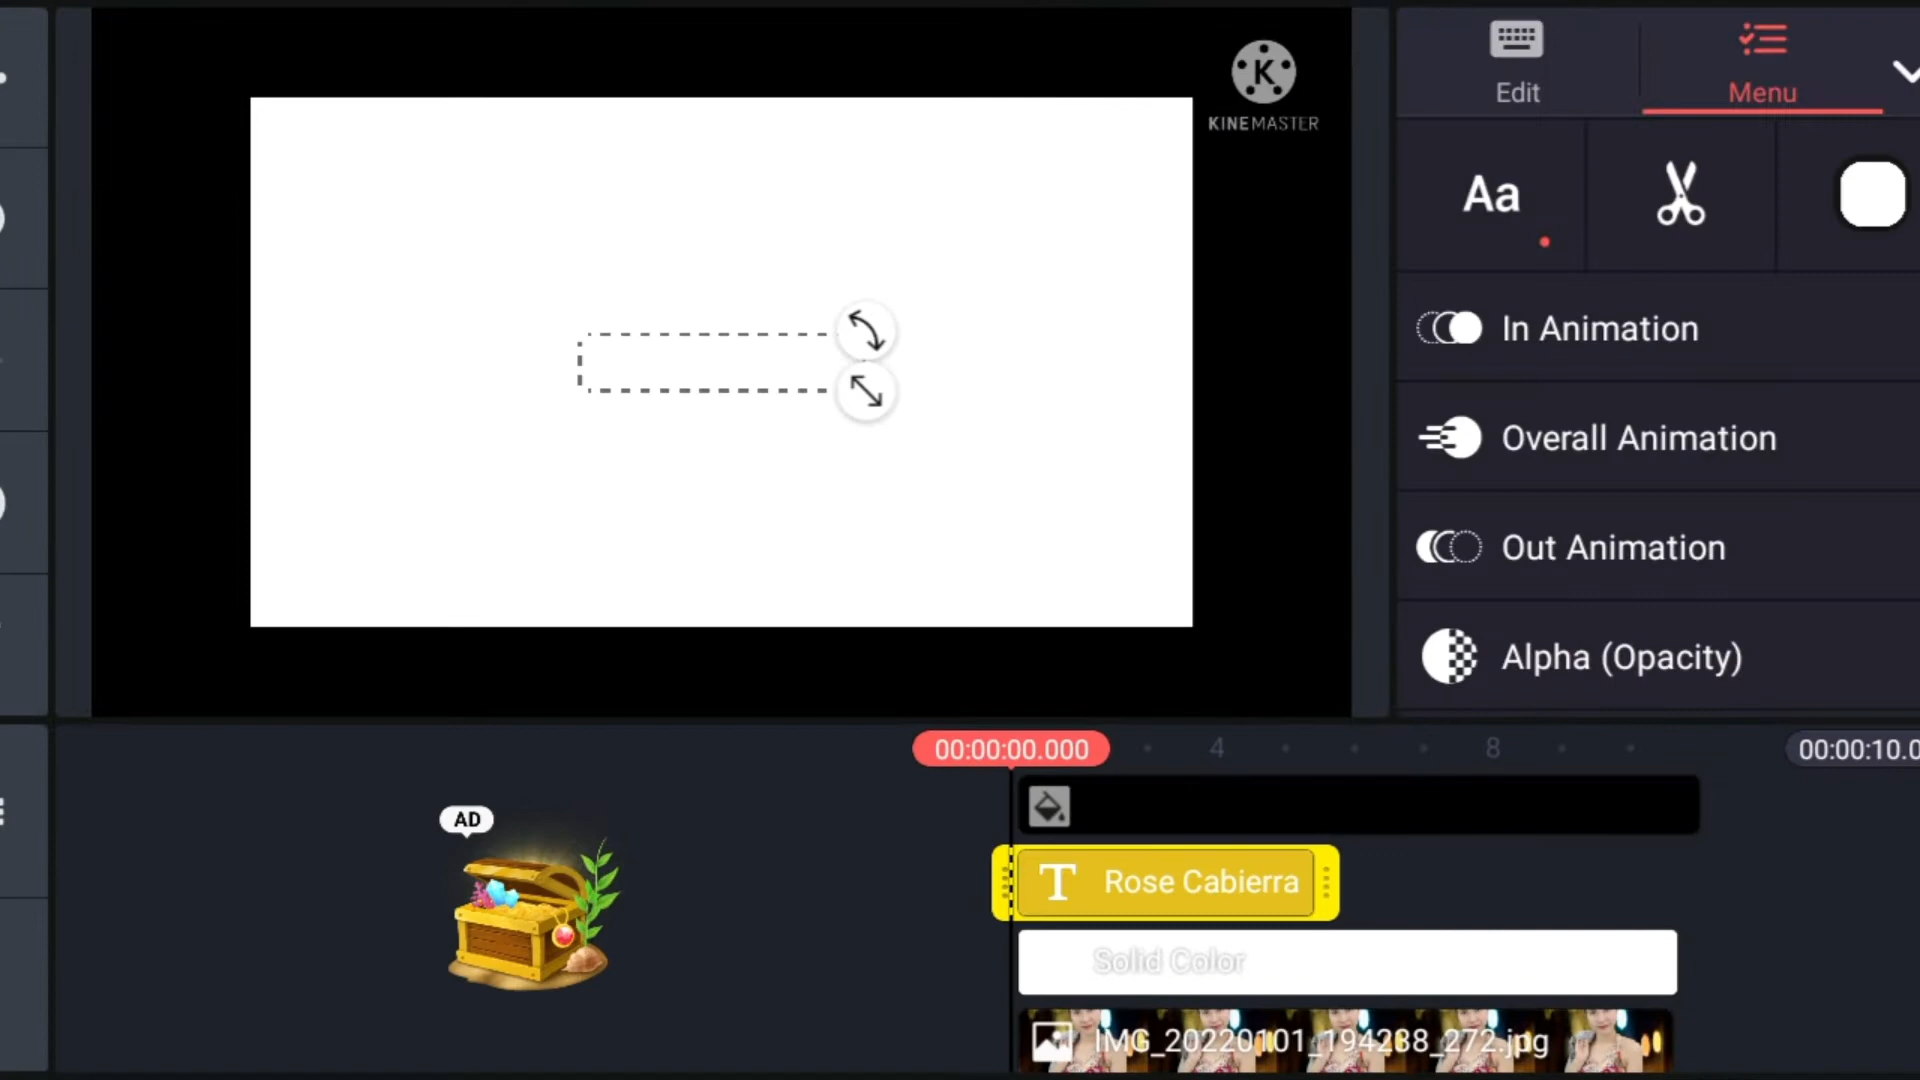 KINEMASTER
Edit
Menu
Aa
In Animation
Overall Animation
Out Animation
Alpha (Opacity)
00:00:00.000
4
8
00:00:10.0
AD
T Rose Cabierra
Solid Color
IMG_20220101_194238_272.jpg